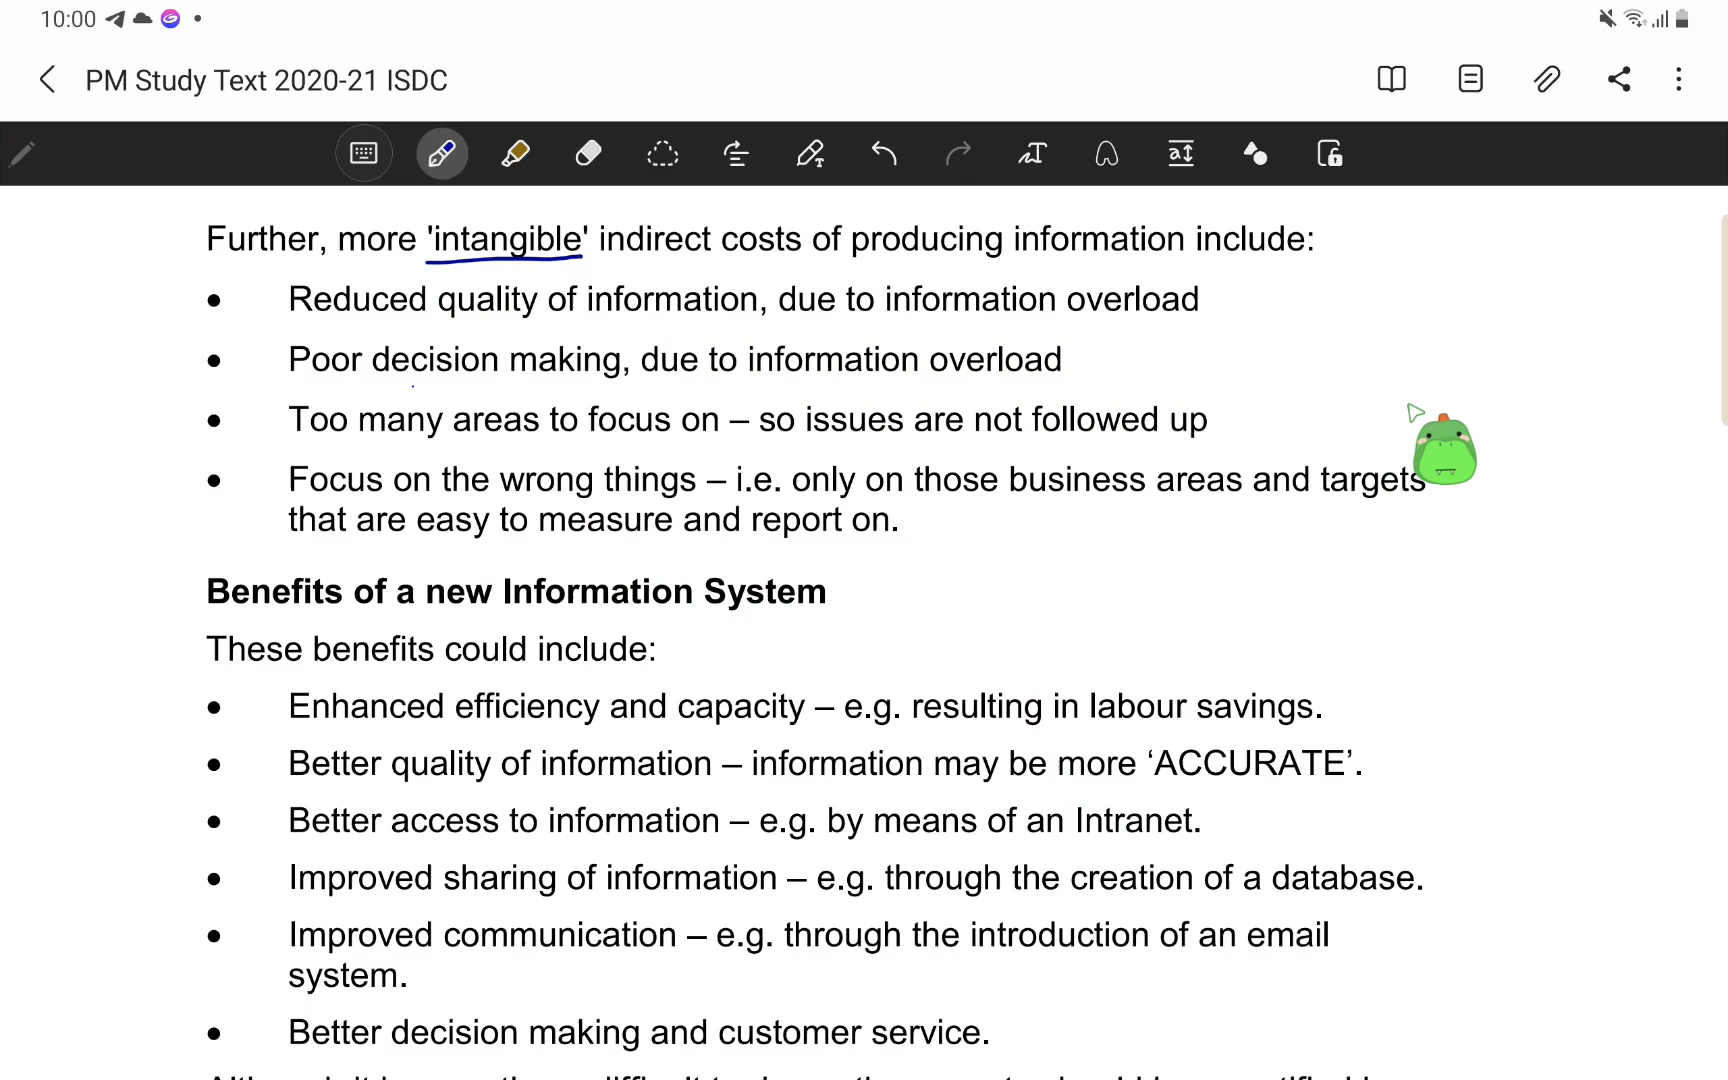 10:00
PM Study Text 2020-21 ISDC
Further, more 'intangible' indirect costs of producing information include:
• Reduced quality of information, due to information overload
• Poor decision making, due to information overload
• Too many areas to focus on – so issues are not followed up
• Focus on the wrong things – i.e. only on those business areas and targets
that are easy to measure and report on.
Benefits of a new Information System
These benefits could include:
• Enhanced efficiency and capacity – e.g. resulting in labour savings.
• Better quality of information – information may be more ‘ACCURATE’.
• Better access to information – e.g. by means of an Intranet.
• Improved sharing of information – e.g. through the creation of a database.
• Improved communication – e.g. through the introduction of an email
system.
• Better decision making and customer service.